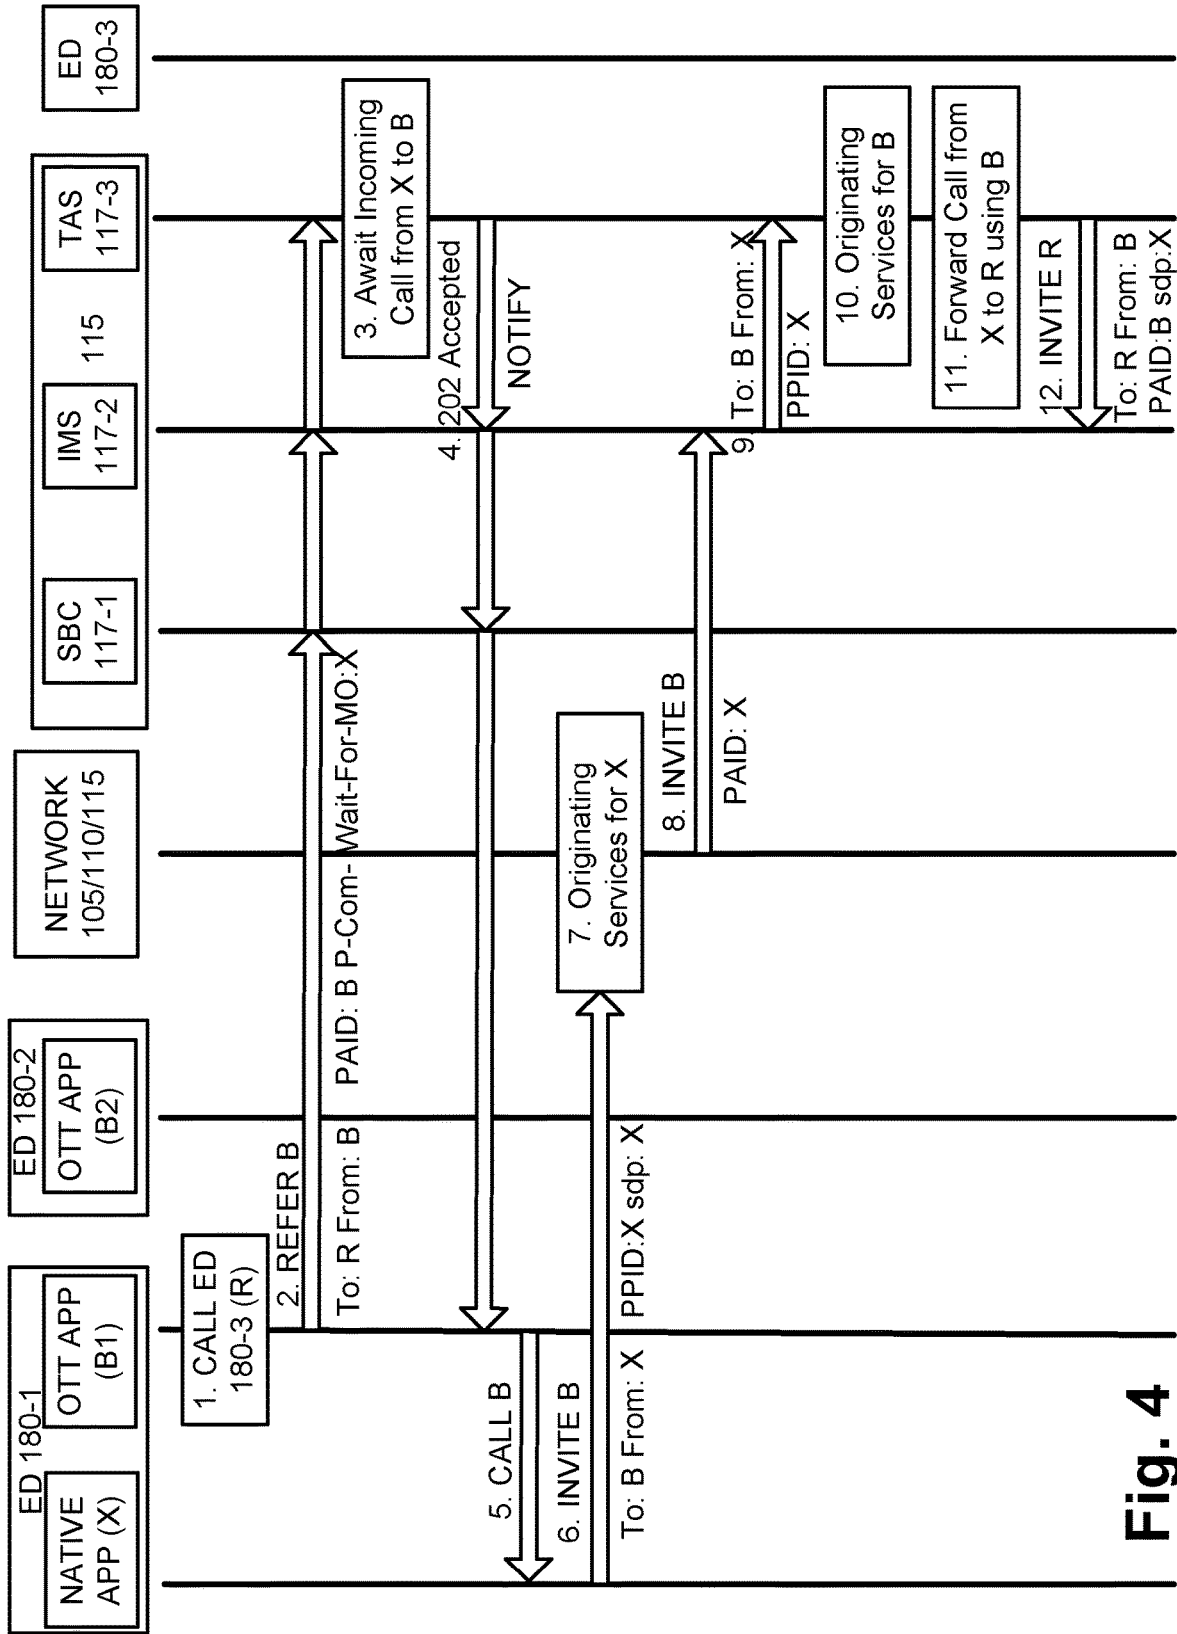 ED 180-1
NATIVE
APP (X)
OTT APP
(B1)
ED 180-2
OTT APP
(B2)
NETWORK
105/110/115
SBC
117-1
IMS
117-2
115
TAS
117-3
ED
180-3
1. CALL ED
180-3 (R)
2. REFER B
To: R From: B
PAID: B P-Com- Wait-For-MO:X
3. Await Incoming
Call from X to B
4. 202 Accepted
NOTIFY
5. CALL B
6. INVITE B
To: B From: X
PPID:X sdp: X
7. Originating
Services for X
8. INVITE B
PAID: X
9. To: B From: X
PPID: X
10. Originating
Services for B
11. Forward Call from
X to R using B
12. INVITE R
To: R From: B
PAID:B sdp:X
Fig. 4